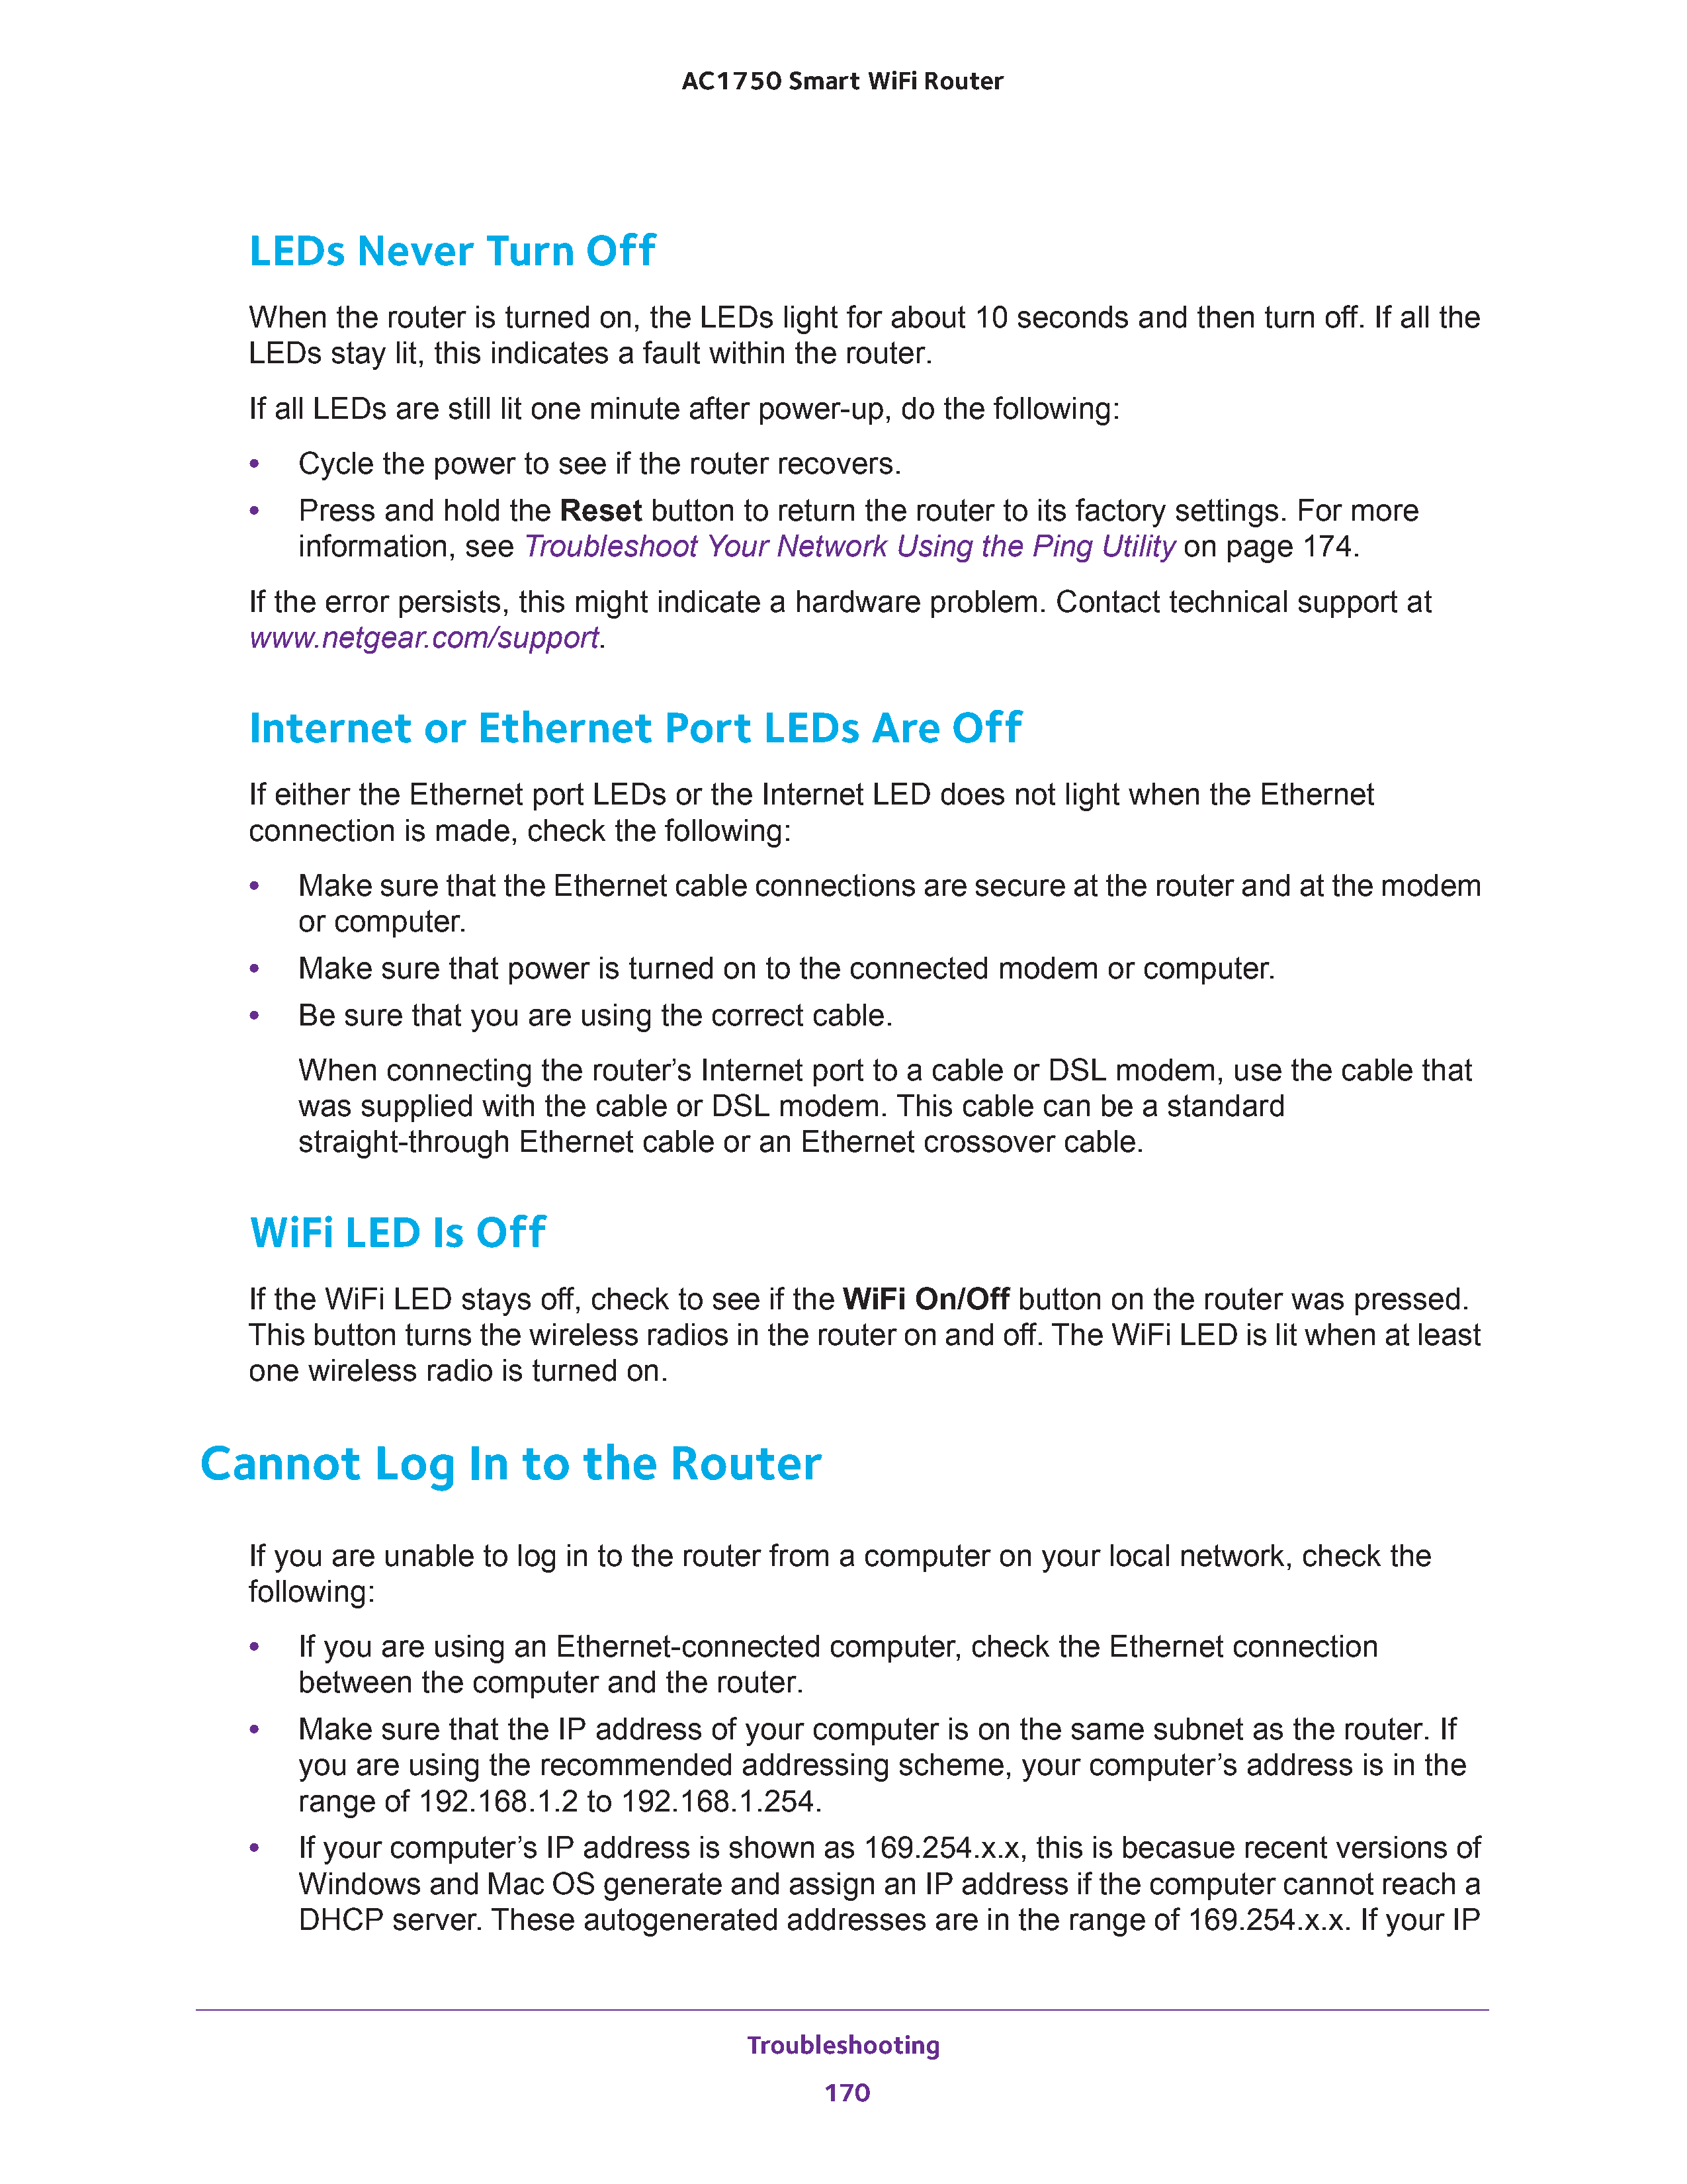 AC1750 Smart WiFi Router
LEDs Never Turn Off
When the router is turned on, the LEDs light for about 10 seconds and then turn off. If all the
LEDs stay lit, this indicates a fault within the router.
If all LEDs are still lit one minute after power-up, do the following:
• Cycle the power to see if the router recovers.
• Press and hold the Reset button to return the router to its factory settings. For more
information, see Troubleshoot Your Network Using the Ping Utility on page 174.
If the error persists, this might indicate a hardware problem. Contact technical support at
www.netgear.com/support.
Internet or Ethernet Port LEDs Are Off
If either the Ethernet port LEDs or the Internet LED does not light when the Ethernet
connection is made, check the following:
• Make sure that the Ethernet cable connections are secure at the router and at the modem
or computer.
• Make sure that power is turned on to the connected modem or computer.
• Be sure that you are using the correct cable.
When connecting the router’s Internet port to a cable or DSL modem, use the cable that
was supplied with the cable or DSL modem. This cable can be a standard
straight-through Ethernet cable or an Ethernet crossover cable.
WiFi LED Is Off
If the WiFi LED stays off, check to see if the WiFi On/Off button on the router was pressed.
This button turns the wireless radios in the router on and off. The WiFi LED is lit when at least
one wireless radio is turned on.
Cannot Log In to the Router
If you are unable to log in to the router from a computer on your local network, check the
following:
• If you are using an Ethernet-connected computer, check the Ethernet connection
between the computer and the router.
• Make sure that the IP address of your computer is on the same subnet as the router. If
you are using the recommended addressing scheme, your computer’s address is in the
range of 192.168.1.2 to 192.168.1.254.
• If your computer’s IP address is shown as 169.254.x.x, this is becasue recent versions of
Windows and Mac OS generate and assign an IP address if the computer cannot reach a
DHCP server. These autogenerated addresses are in the range of 169.254.x.x. If your IP
Troubleshooting
170